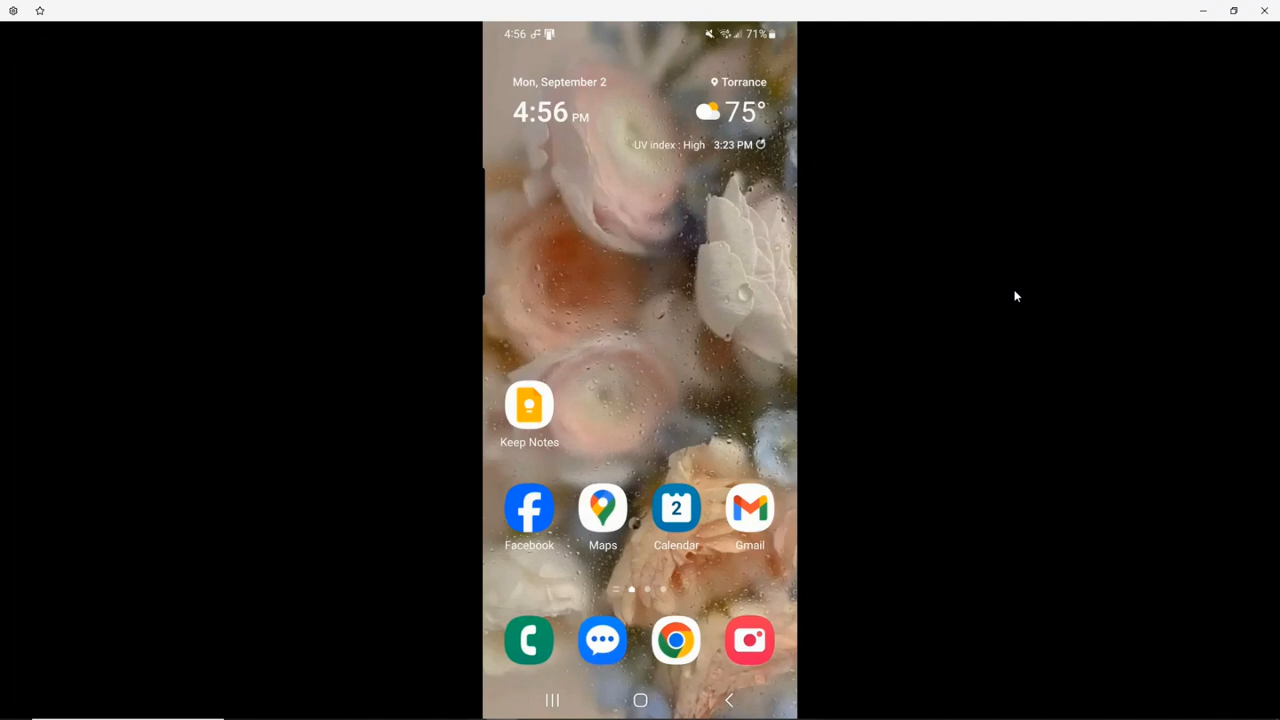 4:56 71%
Mon, September 2 Torrance
4:56 PM 75°
UV index : High 3:23 PM
Keep Notes
2
Facebook Maps Calendar Gmail